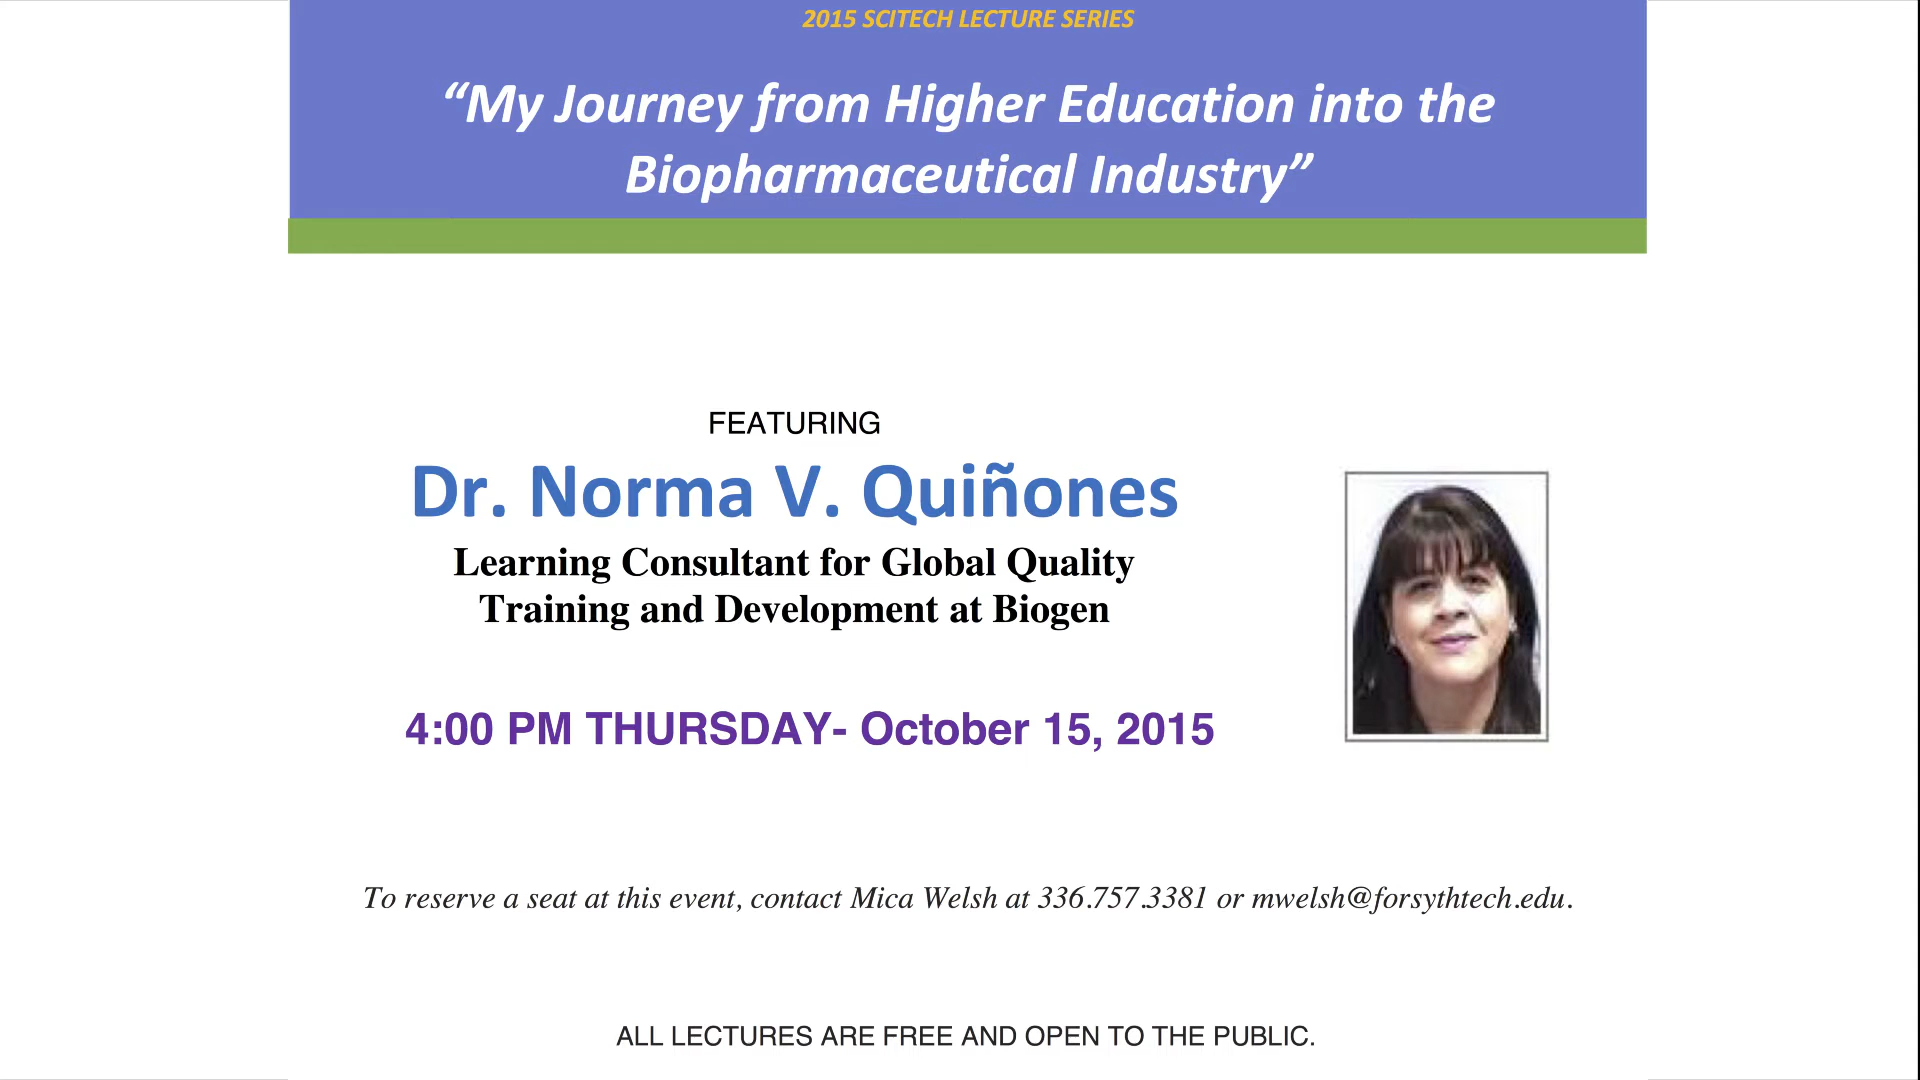 2015 SCITECH LECTURE SERIES
“My Journey from Higher Education into the
Biopharmaceutical Industry”
FEATURING
Dr. Norma V. Quiñones
Learning Consultant for Global Quality
Training and Development at Biogen
4:00 PM THURSDAY- October 15, 2015
To reserve a seat at this event, contact Mica Welsh at 336.757.3381 or mwelsh@forsythtech.edu.
ALL LECTURES ARE FREE AND OPEN TO THE PUBLIC.